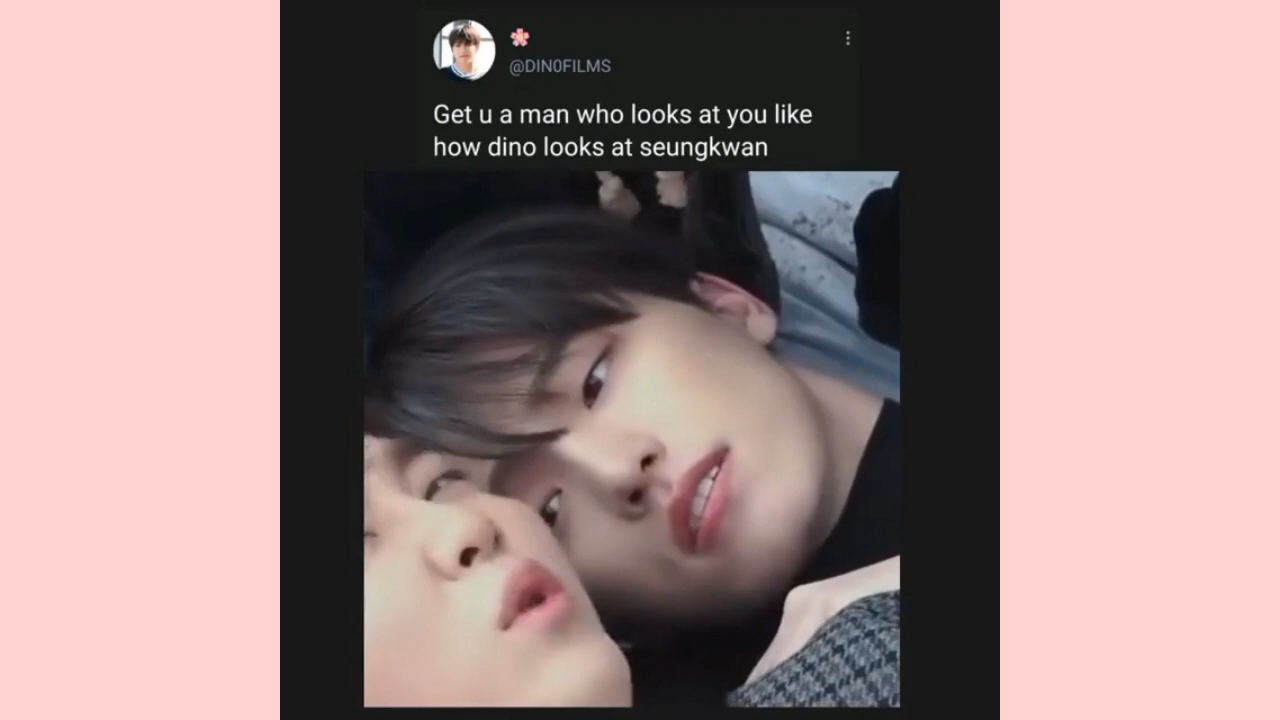 🌸
@DIN0FILMS
Get u a man who looks at you like
how dino looks at seungkwan